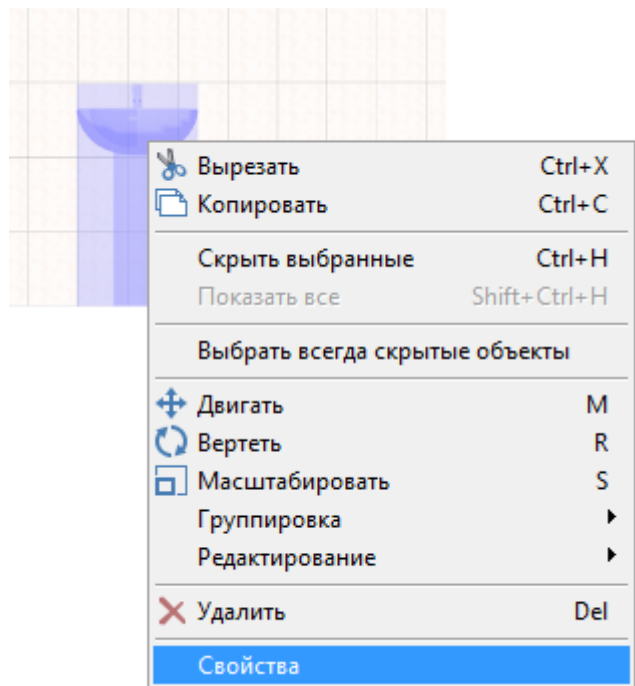 Вырезать Ctrl+X
Копировать Ctrl+C
Скрыть выбранные Ctrl+H
Показать все Shift+Ctrl+H
Выбрать всегда скрытые объекты
Двигать M
Вертеть R
Масштабировать S
Группировка
Редактирование
Удалить Del
Свойства